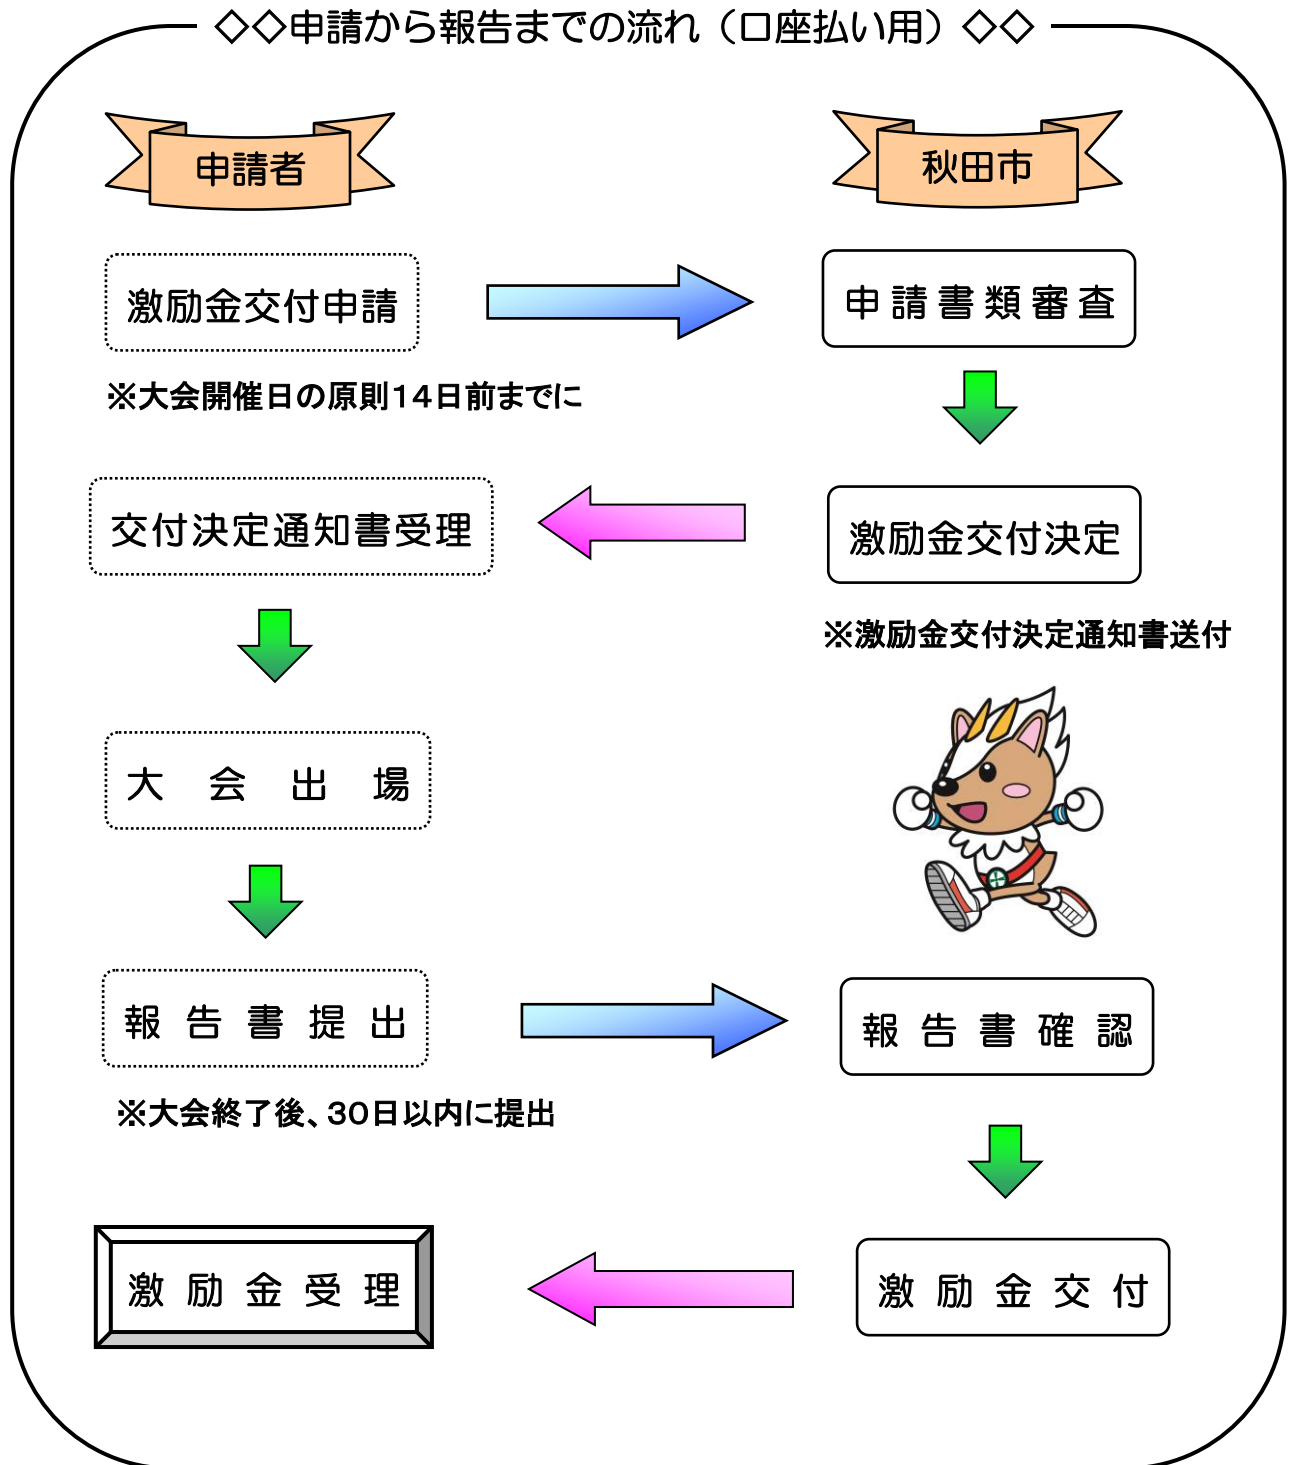 ◇◇申請から報告までの流れ（口座払い用）◇◇
申請者
秋田市
激励金交付申請
申請書類審査
※大会開催日の原則14日前までに
交付決定通知書受理
激励金交付決定
※激励金交付決定通知書送付
大会出場
報告書提出
報告書確認
※大会終了後、30日以内に提出
激励金受理
激励金交付